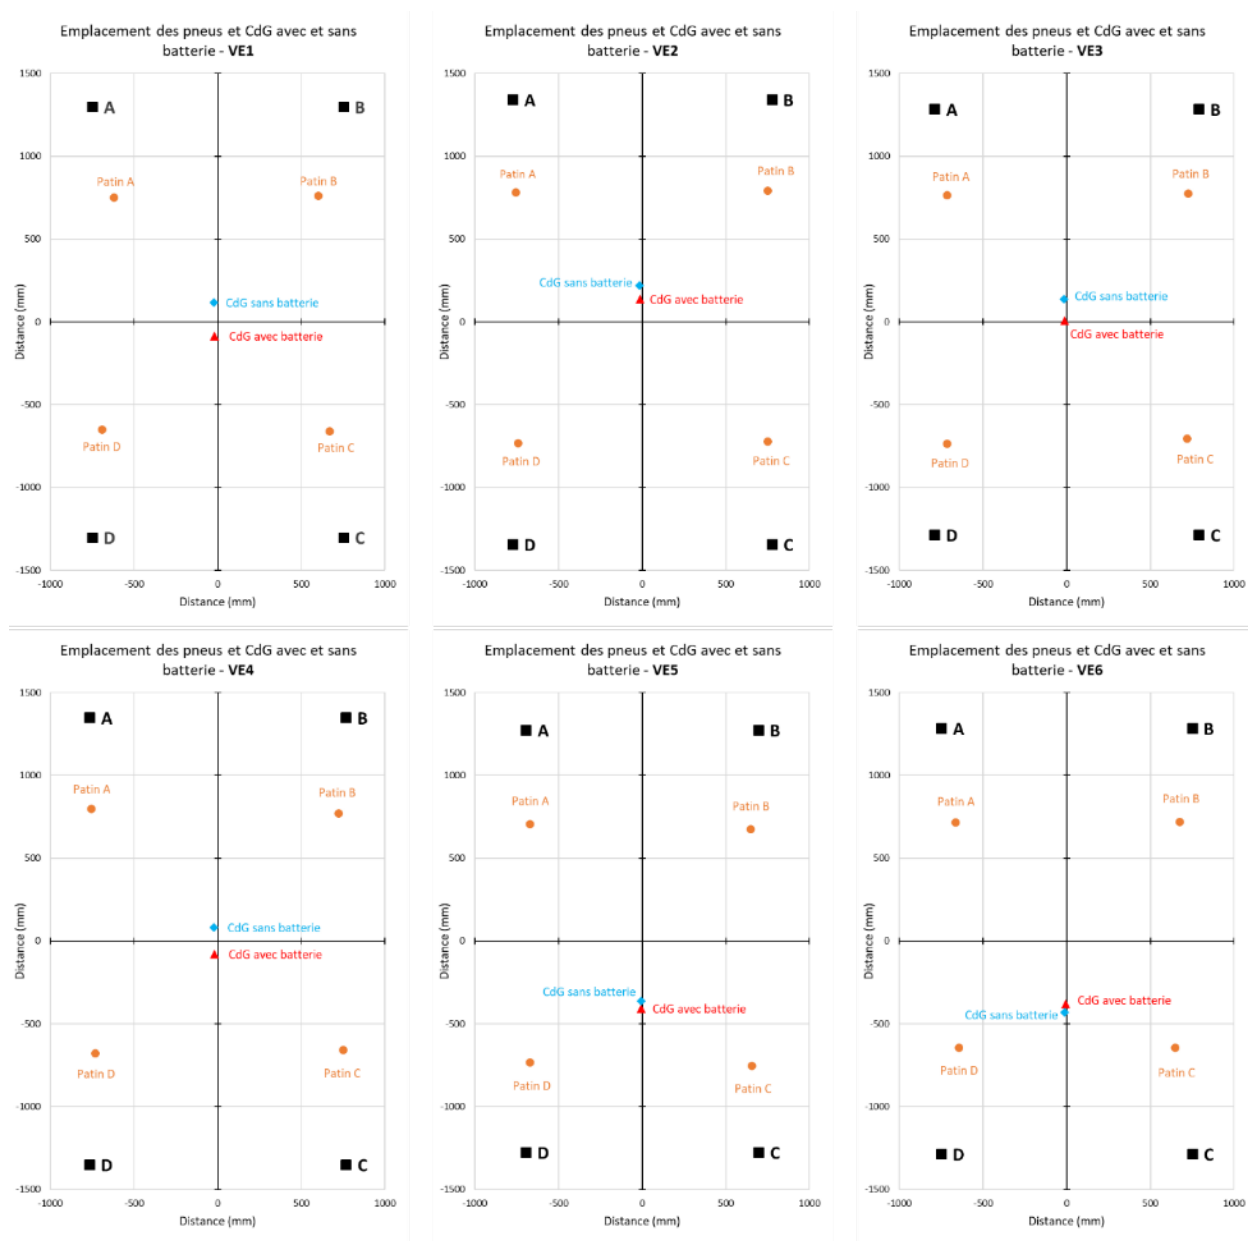 Emplacement des pneus et CdG avec et sans
batterie - VE1
1500
A
B
1000
Patin A
Patin B
500
CdG sans batterie
0
CdG avec batterie
Distance (mm)
-500
Patin D
Patin C
-1000
D
C
-1500
-1000
-500
0
500
1000
Distance (mm)
Emplacement des pneus et CdG avec et sans
batterie - VE2
1500
A
B
1000
Patin A
Patin B
500
CdG sans batterie
CdG avec batterie
0
Distance (mm)
-500
Patin D
Patin C
-1000
D
C
-1500
-1000
-500
0
500
1000
Distance (mm)
Emplacement des pneus et CdG avec et sans
batterie - VE3
1500
A
B
1000
Patin A
Patin B
500
CdG sans batterie
0
CdG avec batterie
Distance (mm)
-500
Patin D
Patin C
-1000
D
C
-1500
-1000
-500
0
500
1000
Distance (mm)
Emplacement des pneus et CdG avec et sans
batterie - VE4
1500
A
B
1000
Patin A
Patin B
500
CdG sans batterie
0
CdG avec batterie
Distance (mm)
-500
Patin D
Patin C
-1000
D
C
-1500
-1000
-500
0
500
1000
Distance (mm)
Emplacement des pneus et CdG avec et sans
batterie - VE5
1500
A
B
1000
Patin A
Patin B
500
0
Distance (mm)
CdG sans batterie
CdG avec batterie
-500
Patin D
Patin C
-1000
D
C
-1500
-1000
-500
0
500
1000
Distance (mm)
Emplacement des pneus et CdG avec et sans
batterie - VE6
1500
A
B
1000
Patin A
Patin B
500
0
Distance (mm)
CdG avec batterie
CdG sans batterie
-500
Patin D
Patin C
-1000
D
C
-1500
-1000
-500
0
500
1000
Distance (mm)